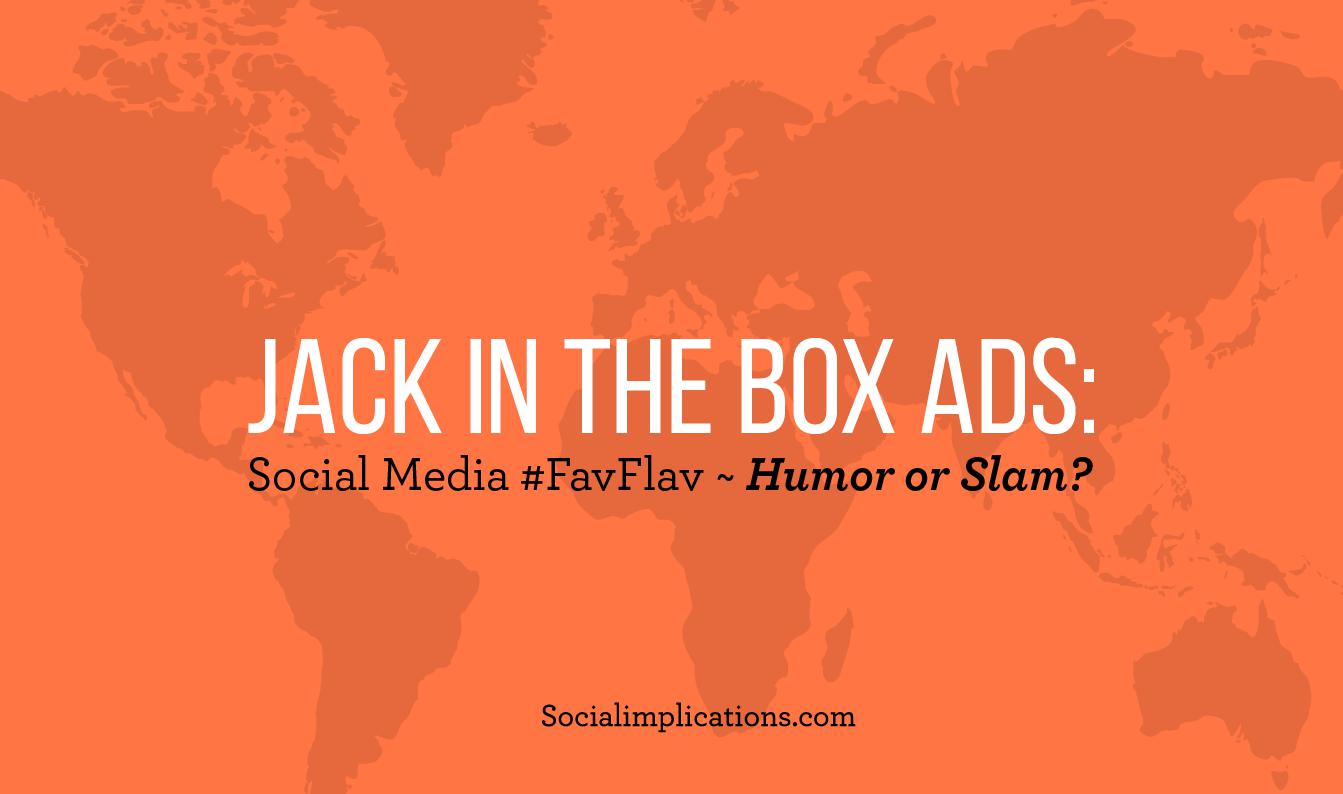 JACK IN THE BOX ADS:
Social Media #FavFlav ~ Humor or Slam?
Socialimplications.com